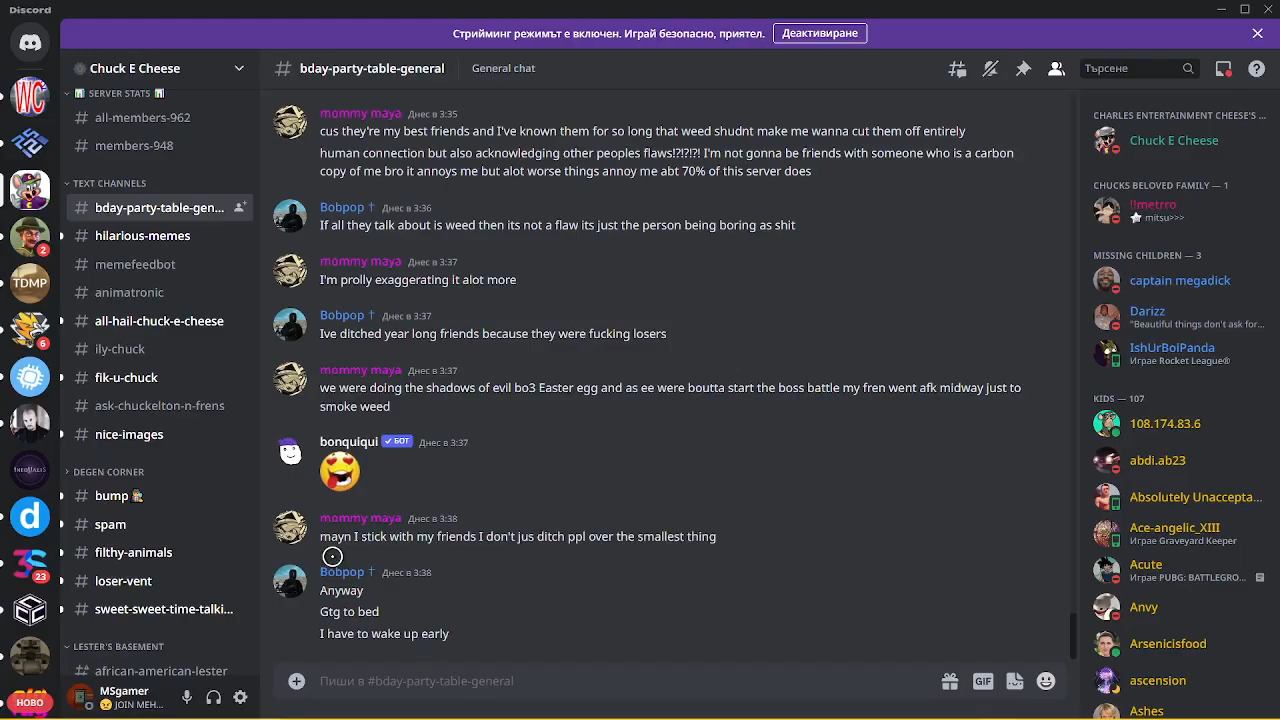 Discord
Стрийминг режимът е включен. Играй безопасно, приятел.
Деактивиране
Chuck E Cheese
bday-party-table-general
General chat
Търсене
SERVER STATS
all-members-962
members-948
TEXT CHANNELS
bday-party-table-gen...
hilarious-memes
memefeedbot
animatronic
all-hail-chuck-e-cheese
ily-chuck
fik-u-chuck
ask-chuckelton-n-frens
nice-images
DEGEN CORNER
bump
spam
filthy-animals
loser-vent
sweet-sweet-time-talki...
LESTER'S BASEMENT
african-american-lester
MSgamer
JOIN MEH...
WC
2
TDMP
6
d
23
НОВО
mommy maya Днес в 3:35
cus they're my best friends and I've known them for so long that weed shudnt make me wanna cut them off entirely
human connection but also acknowledging other peoples flaws!?!?!?! I'm not gonna be friends with someone who is a carbon
copy of me bro it annoys me but alot worse things annoy me abt 70% of this server does
Bobpop † Днес в 3:36
If all they talk about is weed then its not a flaw its just the person being boring as shit
mommy maya Днес в 3:37
I'm prolly exaggerating it alot more
Bobpop † Днес в 3:37
Ive ditched year long friends because they were fucking losers
mommy maya Днес в 3:37
we were doing the shadows of evil bo3 Easter egg and as ee were boutta start the boss battle my fren went afk midway just to
smoke weed
bonquiqui БОТ Днес в 3:37
mommy maya Днес в 3:38
mayn I stick with my friends I don't jus ditch ppl over the smallest thing
Bobpop † Днес в 3:38
Anyway
Gtg to bed
I have to wake up early
Пиши в #bday-party-table-general
GIF
CHARLES ENTERTAINMENT CHEESE'S ...
Chuck E Cheese
CHUCKS BELOVED FAMILY — 1
!!metrro
mitsu>>>
MISSING CHILDREN — 3
captain megadick
Darizz
"Beautiful things don't ask for...
IshUrBoiPanda
Играе Rocket League®
KIDS — 107
108.174.83.6
abdi.ab23
Absolutely Unaccepta...
Ace-angelic_XIII
Играе Graveyard Keeper
Acute
Играе PUBG: BATTLEGRO...
Anvy
Arsenicisfood
ascension
Ashes